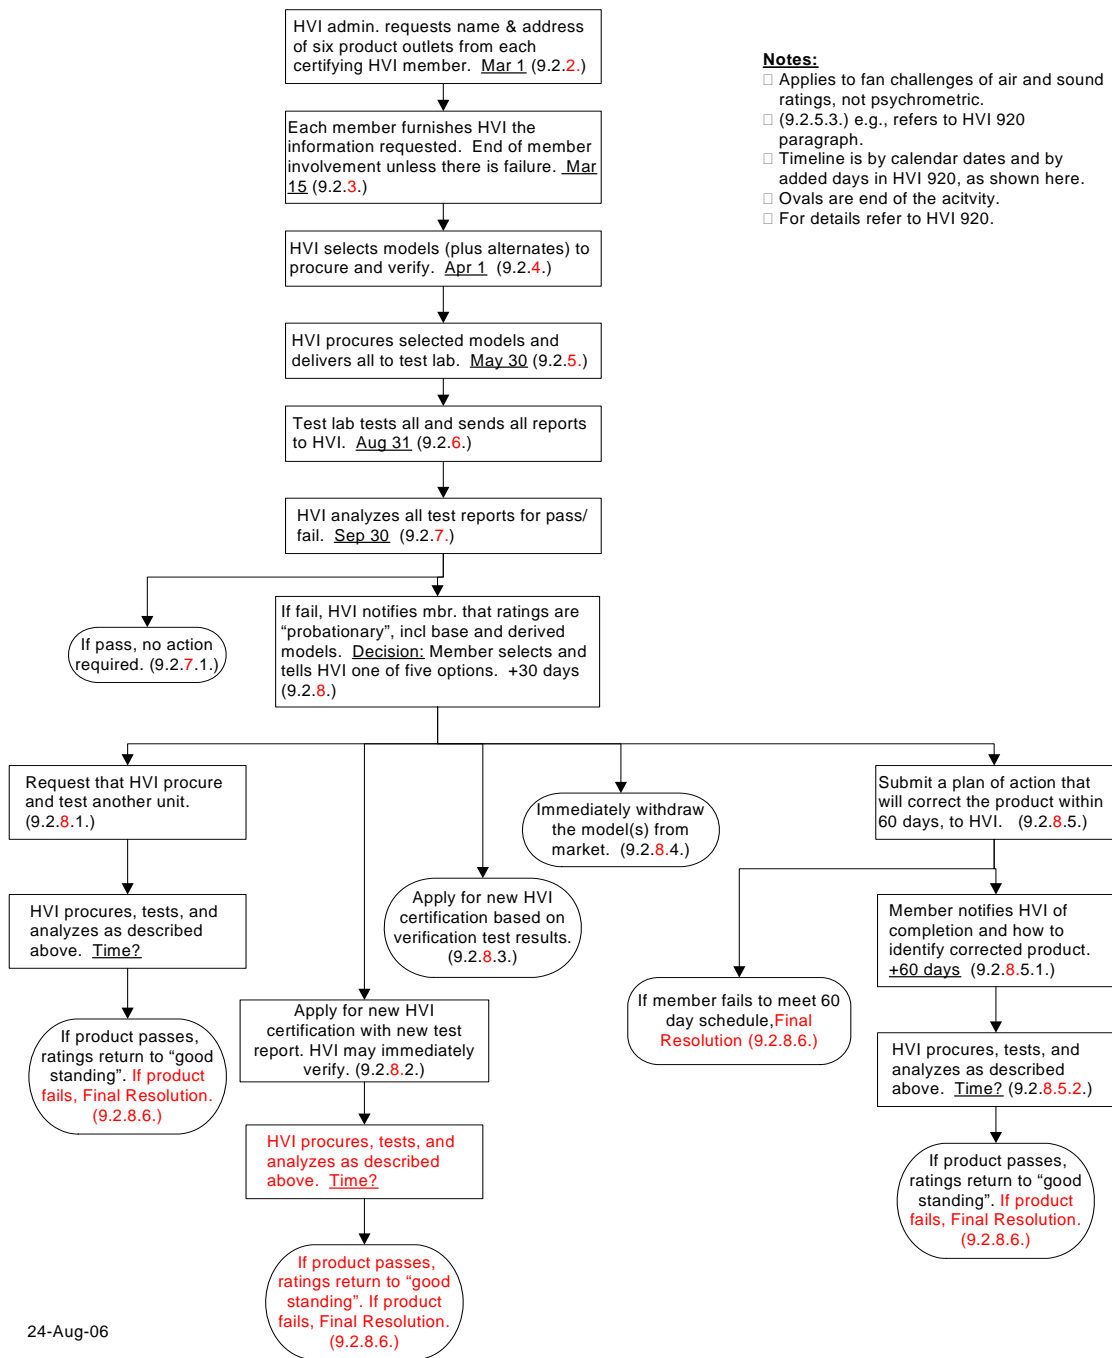 HVI admin. requests name & address
of six product outlets from each
certifying HVI member.  Mar 1 (9.2.2.)
Notes:
Applies to fan challenges of air and sound
ratings, not psychrometric.
(9.2.5.3.) e.g., refers to HVI 920
paragraph.
Timeline is by calendar dates and by
added days in HVI 920, as shown here.
Ovals are end of the acitvity.
For details refer to HVI 920.
Each member furnishes HVI the
information requested.  End of member
involvement unless there is failure.  Mar
15 (9.2.3.)
HVI selects models (plus alternates) to
procure and verify.  Apr 1  (9.2.4.)
HVI procures selected models and
delivers all to test lab.  May 30 (9.2.5.)
Test lab tests all and sends all reports
to HVI.  Aug 31 (9.2.6.)
HVI analyzes all test reports for pass/
fail.  Sep 30  (9.2.7.)
If pass, no action
required. (9.2.7.1.)
If fail, HVI notifies mbr. that ratings are
“probationary”, incl base and derived
models.  Decision: Member selects and
tells HVI one of five options.  +30 days
(9.2.8.)
Request that HVI procure
and test another unit.
(9.2.8.1.)
HVI procures, tests, and
analyzes as described
above.  Time?
If product passes,
ratings return to “good
standing”. If product
fails, Final Resolution.
(9.2.8.6.)
Apply for new HVI
certification with new test
report. HVI may immediately
verify. (9.2.8.2.)
HVI procures, tests, and
analyzes as described
above.  Time?
If product passes,
ratings return to “good
standing”. If product
fails, Final Resolution.
(9.2.8.6.)
Apply for new HVI
certification based on
verification test results.
(9.2.8.3.)
Immediately withdraw
the model(s) from
market.  (9.2.8.4.)
Submit a plan of action that
will correct the product within
60 days, to HVI.   (9.2.8.5.)
If member fails to meet 60
day schedule,Final
Resolution (9.2.8.6.)
Member notifies HVI of
completion and how to
identify corrected product.
+60 days  (9.2.8.5.1.)
HVI procures, tests, and
analyzes as described
above.  Time? (9.2.8.5.2.)
If product passes,
ratings return to “good
standing”. If product
fails, Final Resolution.
(9.2.8.6.)
24-Aug-06